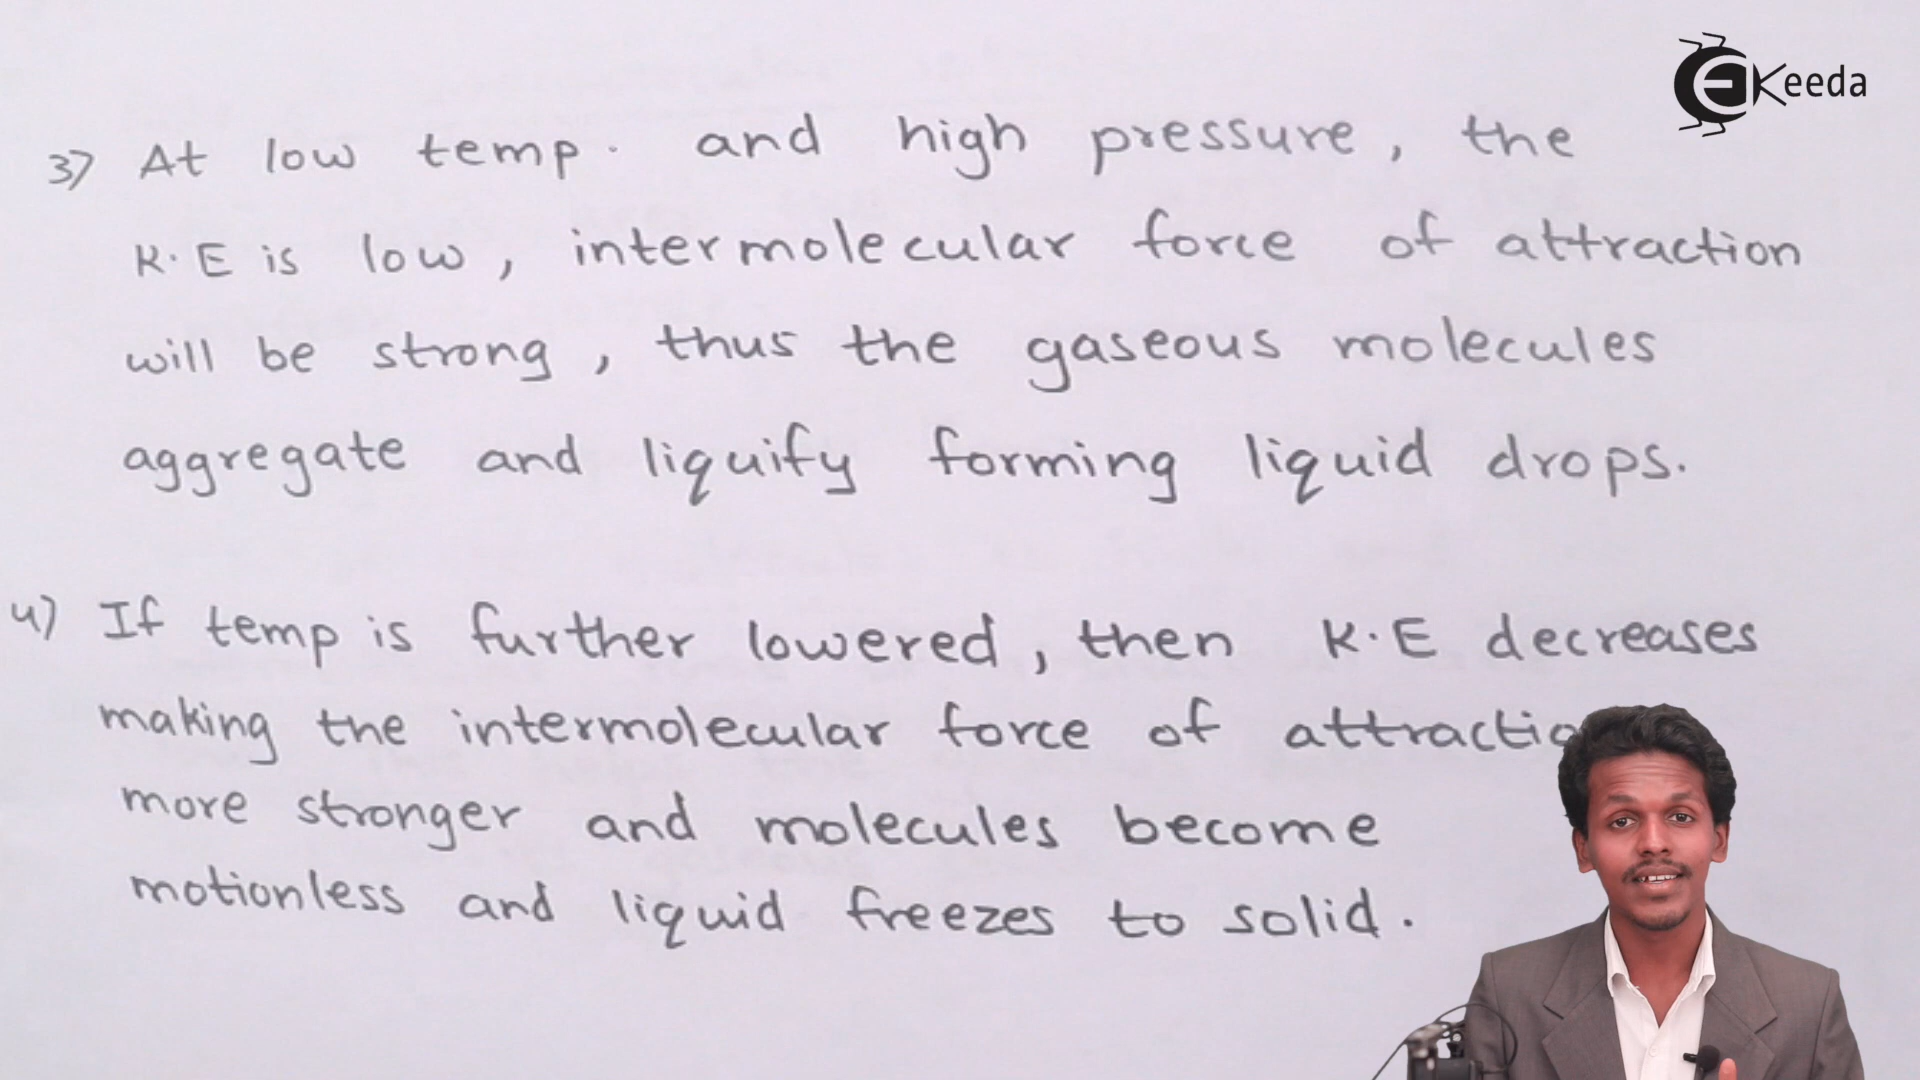 EKeeda
3) At low temp. and high pressure, the
K.E is low, intermolecular force of attraction
will be strong, thus the gaseous molecules
aggregate and liquify forming liquid drops.
4) If temp is further lowered, then K.E decreases
making the intermolecular force of attractio
more stronger and molecules become
motionless and liquid freezes to solid.